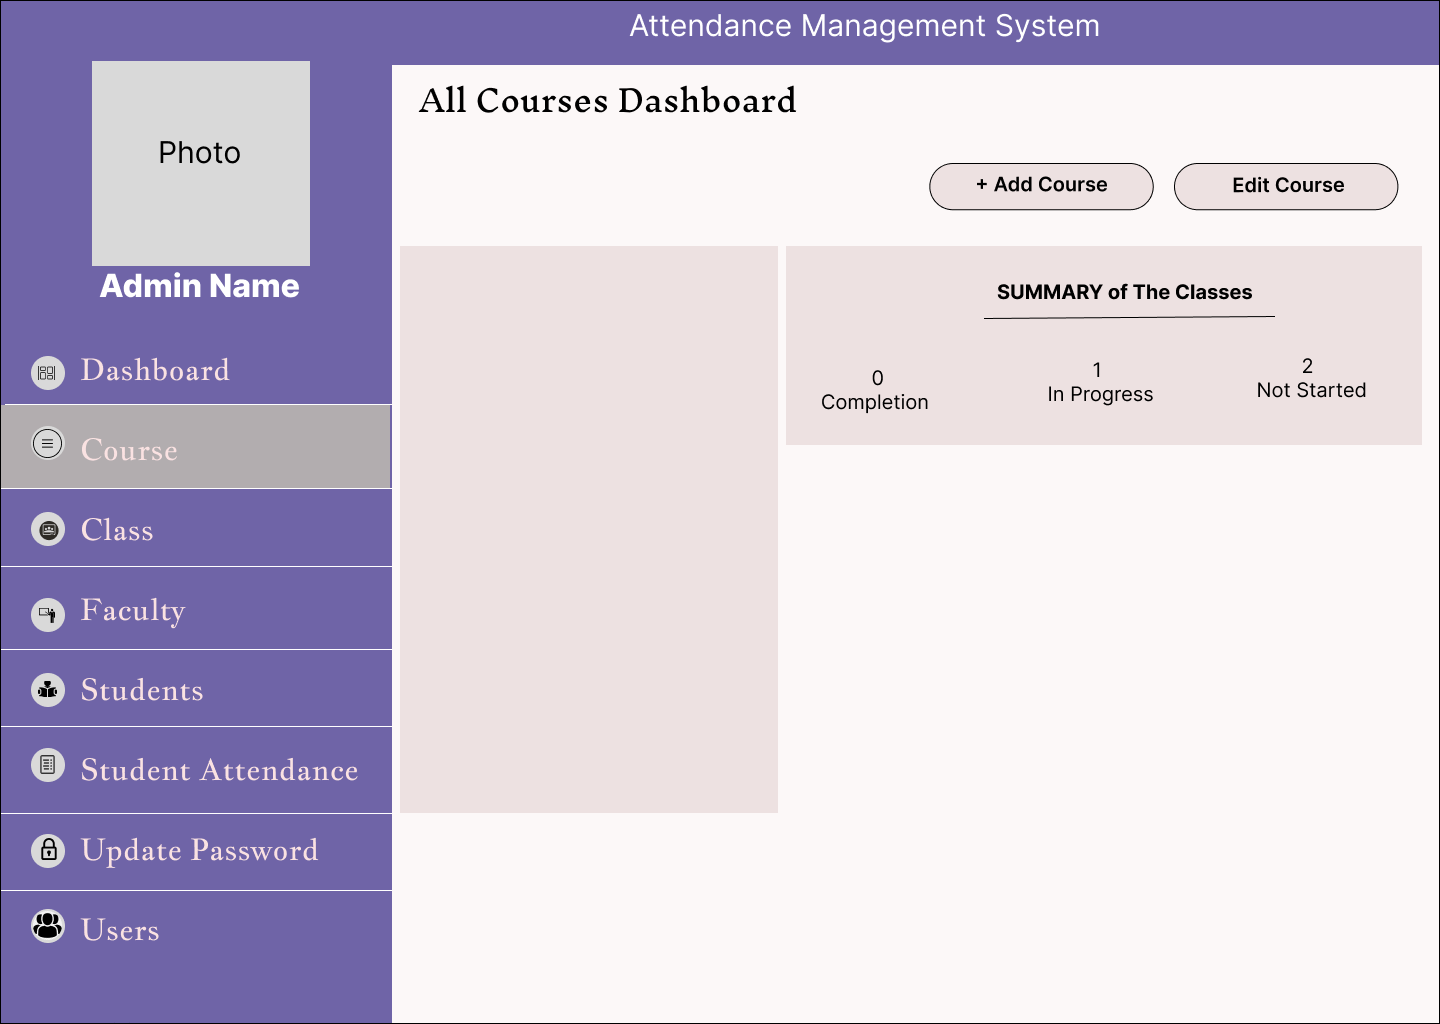 Attendance Management System
Photo
Admin Name
Dashboard
Course
Class
Faculty
Students
Student Attendance
Update Password
Users
All Courses Dashboard
+ Add Course
Edit Course
SUMMARY of The Classes
0
Completion
1
In Progress
2
Not Started